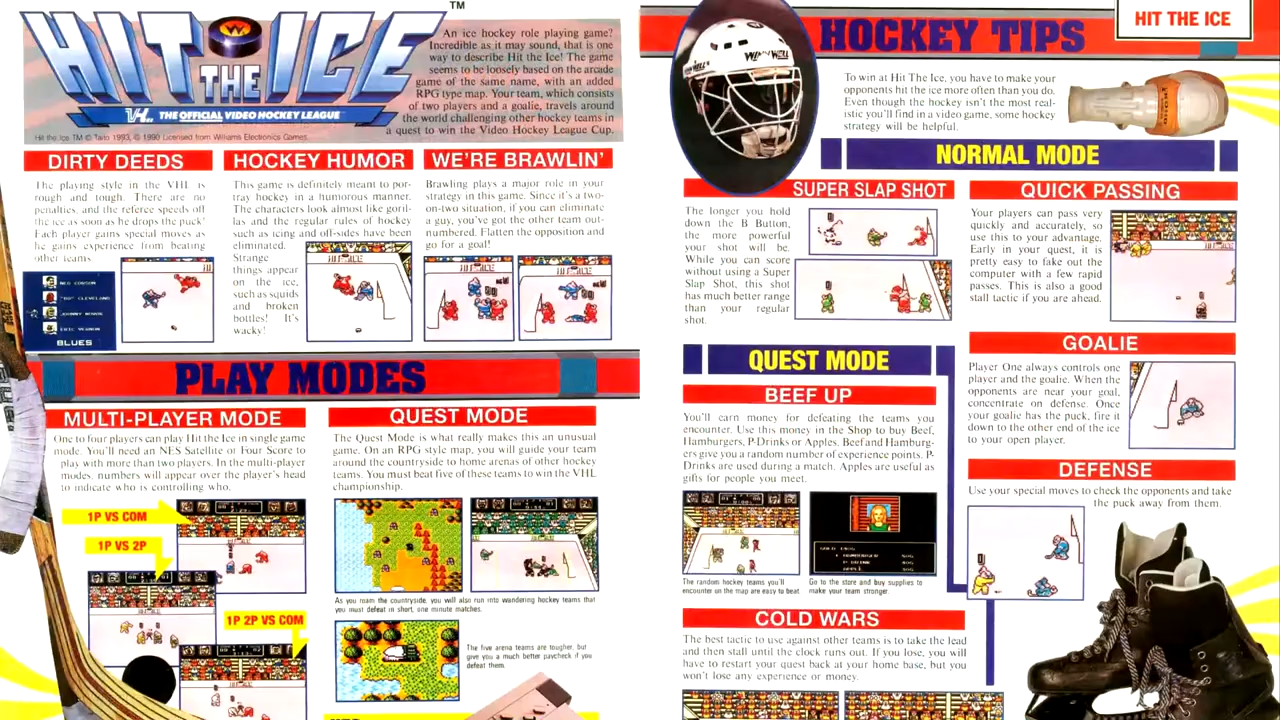 HIT THE ICE
TM
VHL THE OFFICIAL VIDEO HOCKEY LEAGUE
Hit the Ice TM © Taito 1993, © 1990 Licensed from Williams Electronics Games.
An ice hockey role playing game?
Incredible as it may sound, that is one
way to describe Hit the Ice! The game
seems to be loosely based on the arcade
game of the same name, with an added
RPG type map. Your team, which consists
of two players and a goalie, travels around
the world challenging other hockey teams in
a quest to win the Video Hockey League Cup.
DIRTY DEEDS
The playing style in the VHL is
rough and tough. There are no
penalties, and the referee speeds off
the ice as soon as he drops the puck!
Each player gains special moves as
he gains experience from beating
other teams.
BLUES
HOCKEY HUMOR
This game is definitely meant to por-
tray hockey in a humorous manner.
The characters look almost like goril-
las and the regular rules of hockey
such as icing and off-sides have been
eliminated.
Strange
things appear
on the ice,
such as squids
and broken
bottles! It's
wacky!
WE'RE BRAWLIN'
Brawling plays a major role in your
strategy in this game. Since it's a two-
on-two situation, if you can eliminate
a guy, you've got the other team out-
numbered. Flatten the opposition and
go for a goal!
PLAY MODES
MULTI-PLAYER MODE
One to four players can play Hit the Ice in single game
mode. You'll need an NES Satellite or Four Score to
play with more than two players. In the multi-player
modes, numbers will appear over the player's head
to indicate who is controlling who.
1P VS COM
1P VS 2P
1P 2P VS COM
QUEST MODE
The Quest Mode is what really makes this an unusual
game. On an RPG style map, you will guide your team
around the countryside to home arenas of other hockey
teams. You must beat five of these teams to win the VHL
championship.
As you roam the countryside, you will also run into wandering hockey teams that
you must defeat in short, one minute matches.
The five arena teams are tougher, but
give you a much better paycheck if you
defeat them.
HIT THE ICE
HOCKEY TIPS
To win at Hit The Ice, you have to make your
opponents hit the ice more often than you do.
Even though the hockey isn't the most real-
istic you'll find in a video game, some hockey
strategy will be helpful.
NORMAL MODE
SUPER SLAP SHOT
The longer you hold
down the B Button,
the more powerful
your shot will be.
While you can score
without using a Super
Slap Shot, this shot
has much better range
than your regular
shot.
QUICK PASSING
Your players can pass very
quickly and accurately, so
use this to your advantage.
Early in your quest, it is
pretty easy to fake out the
computer with a few rapid
passes. This is also a good
stall tactic if you are ahead.
GOALIE
Player One always controls one
player and the goalie. When the
opponents are near your goal,
concentrate on defense. Once
your goalie has the puck, fire it
down to the other end of the ice
to your open player.
DEFENSE
Use your special moves to check the opponents and take
the puck away from them.
QUEST MODE
BEEF UP
You'll earn money for defeating the teams you
encounter. Use this money in the Shop to buy Beef,
Hamburgers, P-Drinks or Apples. Beef and Hamburg-
ers give you a random number of experience points. P-
Drinks are used during a match. Apples are useful as
gifts for people you meet.
The random hockey teams you'll
encounter on the map are easy to beat.
Go to the store and buy supplies to
make your team stronger.
COLD WARS
The best tactic to use against other teams is to take the lead
and then stall until the clock runs out. If you lose, you will
have to restart your quest back at your home base, but you
won't lose any experience or money.